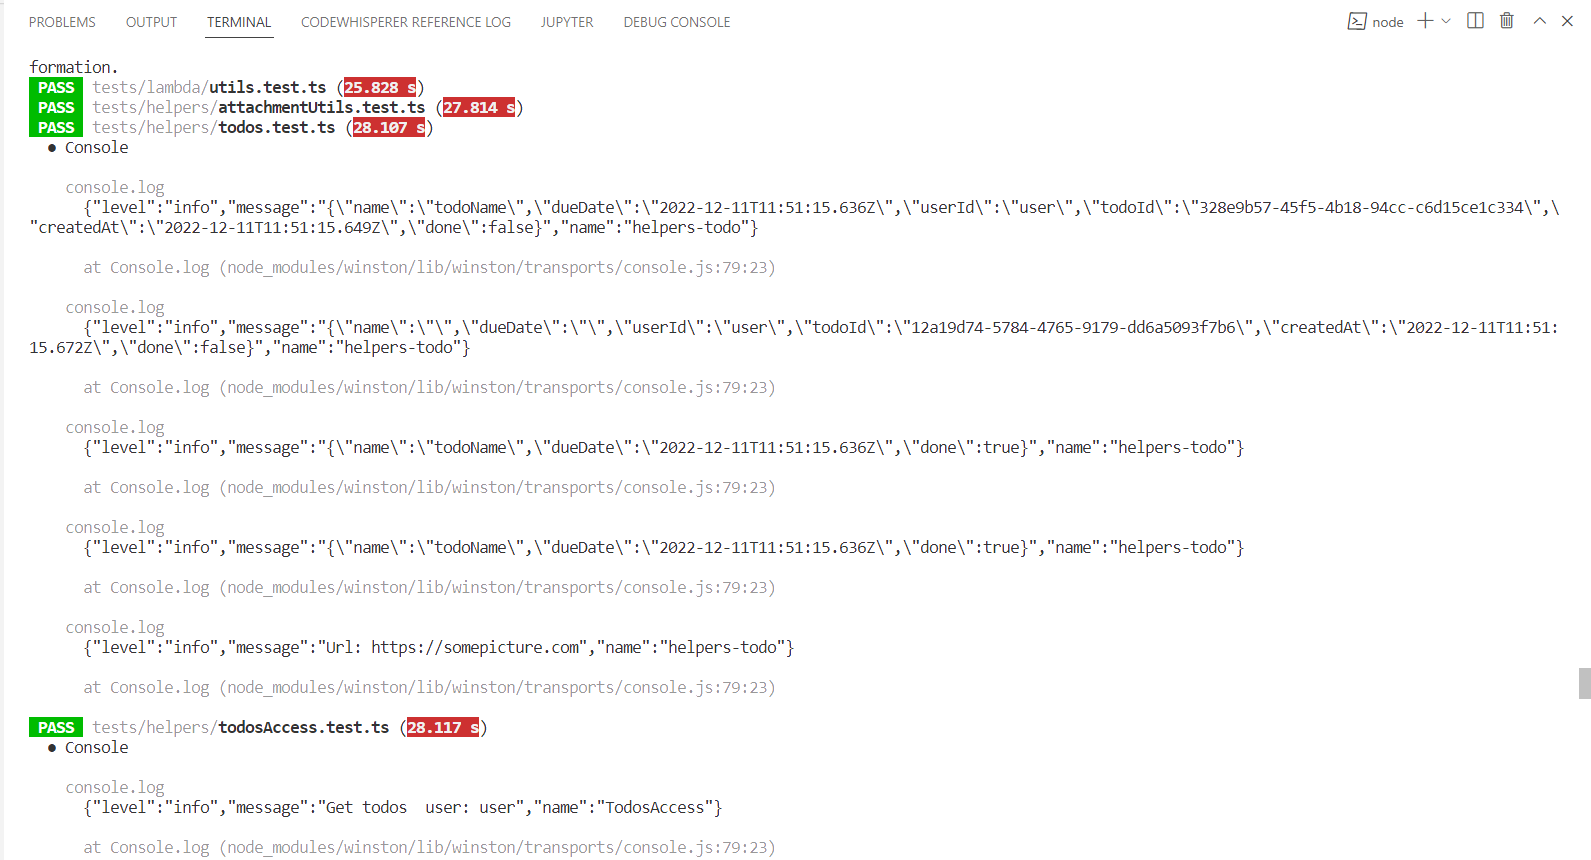 PROBLEMS OUTPUT TERMINAL CODEWHISPERER REFERENCE LOG JUPYTER DEBUG CONSOLE node
formation.
PASS tests/lambda/utils.test.ts (25.828 s)
PASS tests/helpers/attachmentUtils.test.ts (27.814 s)
PASS tests/helpers/todos.test.ts (28.107 s)
● Console
console.log
{"level":"info","message":"{\"name\":\"todoName\",\"dueDate\":\"2022-12-11T11:51:15.636Z\",\"userId\":\"user\",\"todoId\":\"328e9b57-45f5-4b18-94cc-c6d15ce1c334\",\
"createdAt\":\"2022-12-11T11:51:15.649Z\",\"done\":false}","name":"helpers-todo"}
at Console.log (node_modules/winston/lib/winston/transports/console.js:79:23)
console.log
{"level":"info","message":"{\"name\":\"\",\"dueDate\":\"\",\"userId\":\"user\",\"todoId\":\"12a19d74-5784-4765-9179-dd6a5093f7b6\",\"createdAt\":\"2022-12-11T11:51:
15.672Z\",\"done\":false}","name":"helpers-todo"}
at Console.log (node_modules/winston/lib/winston/transports/console.js:79:23)
console.log
{"level":"info","message":"{\"name\":\"todoName\",\"dueDate\":\"2022-12-11T11:51:15.636Z\",\"done\":true}","name":"helpers-todo"}
at Console.log (node_modules/winston/lib/winston/transports/console.js:79:23)
console.log
{"level":"info","message":"{\"name\":\"todoName\",\"dueDate\":\"2022-12-11T11:51:15.636Z\",\"done\":true}","name":"helpers-todo"}
at Console.log (node_modules/winston/lib/winston/transports/console.js:79:23)
console.log
{"level":"info","message":"Url: https://somepicture.com","name":"helpers-todo"}
at Console.log (node_modules/winston/lib/winston/transports/console.js:79:23)
PASS tests/helpers/todosAccess.test.ts (28.117 s)
● Console
console.log
{"level":"info","message":"Get todos  user: user","name":"TodosAccess"}
at Console.log (node_modules/winston/lib/winston/transports/console.js:79:23)